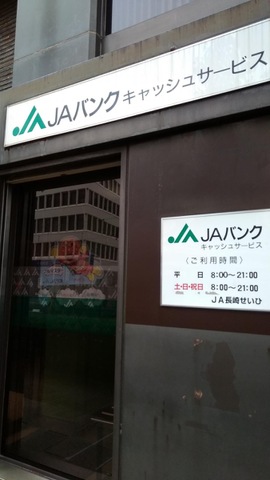 JAバンクキャッシュサービス
JAバンク
キャッシュサービス
〈ご利用時間〉
平 日 8:00～21:00
土・日・祝日 8:00～21:00
JA長崎せいひ